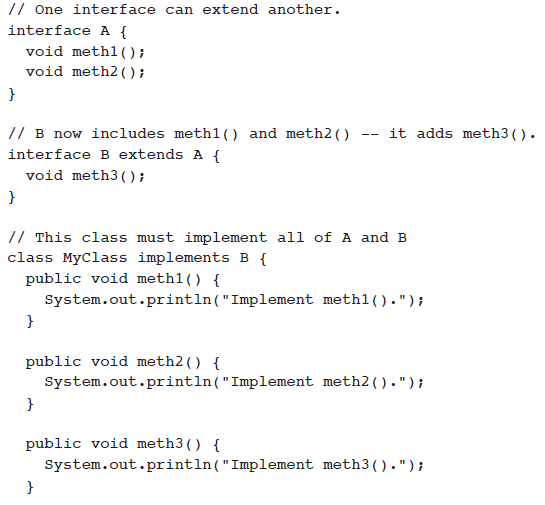 // One interface can extend another.
interface A {
  void meth1();
  void meth2();
}

// B now includes meth1() and meth2() -- it adds meth3().
interface B extends A {
  void meth3();
}

// This class must implement all of A and B
class MyClass implements B {
  public void meth1() {
    System.out.println("Implement meth1().");
  }

  public void meth2() {
    System.out.println("Implement meth2().");
  }

  public void meth3() {
    System.out.println("Implement meth3().");
  }